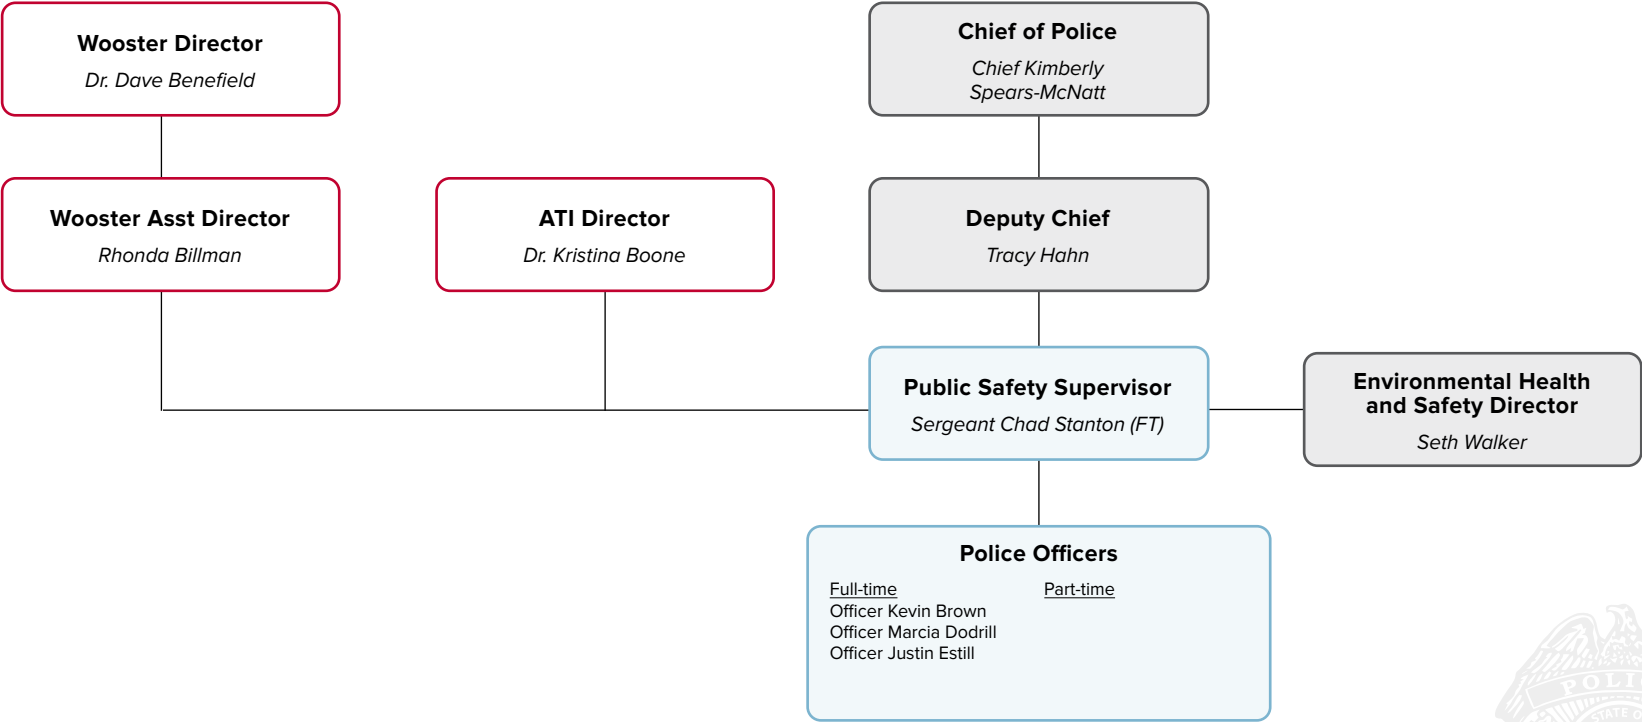 Wooster Director
Dr. Dave Benefield
Chief of Police
Chief Kimberly
Spears-McNatt
Wooster Asst Director
Rhonda Billman
ATI Director
Dr. Kristina Boone
Deputy Chief
Tracy Hahn
Public Safety Supervisor
Sergeant Chad Stanton (FT)
Environmental Health
and Safety Director
Seth Walker
Police Officers
Full-time
Officer Kevin Brown
Officer Marcia Dodrill
Officer Justin Estill
Part-time
POLI
STATE O